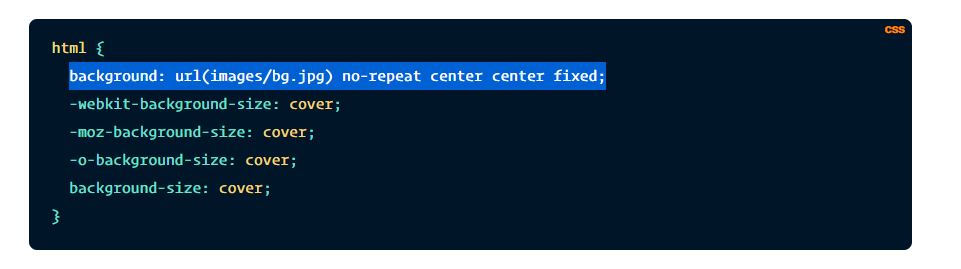 css
html {
background: url(images/bg.jpg) no-repeat center center fixed;
-webkit-background-size: cover;
-moz-background-size: cover;
-o-background-size: cover;
background-size: cover;
}